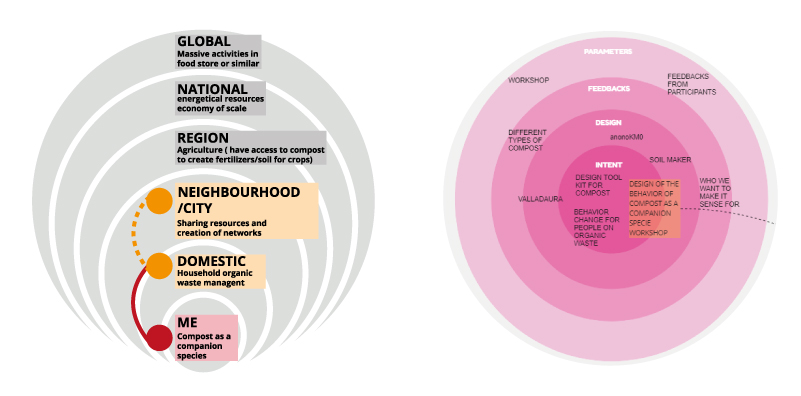 GLOBAL
Massive activities in
food store or similar
NATIONAL
energetical resources
economy of scale
REGION
Agriculture ( have access to compost
to create fertilizers/soil for crops)
NEIGHBOURHOOD
/CITY
Sharing resources and
creation of networks
DOMESTIC
Household organic
waste managent
ME
Compost as a
companion
species
PARAMETERS
WORKSHOP
FEEDBACKS
FROM
PARTICIPANTS
FEEDBACKS
DESIGN
DIFFERENT
TYPES OF
COMPOST
anonoKM0
SOIL MAKER
INTENT
DESIGN TOOL
KIT FOR
COMPOST
VALLADAURA
BEHAVIOR
CHANGE FOR
PEOPLE ON
ORGANIC
WASTE
DESIGN OF THE
BEHAVIOR OF
COMPOST AS A
COMPANION
SPECIE
WORKSHOP
WHO WE
WANT TO
MAKE IT
SENSE FOR